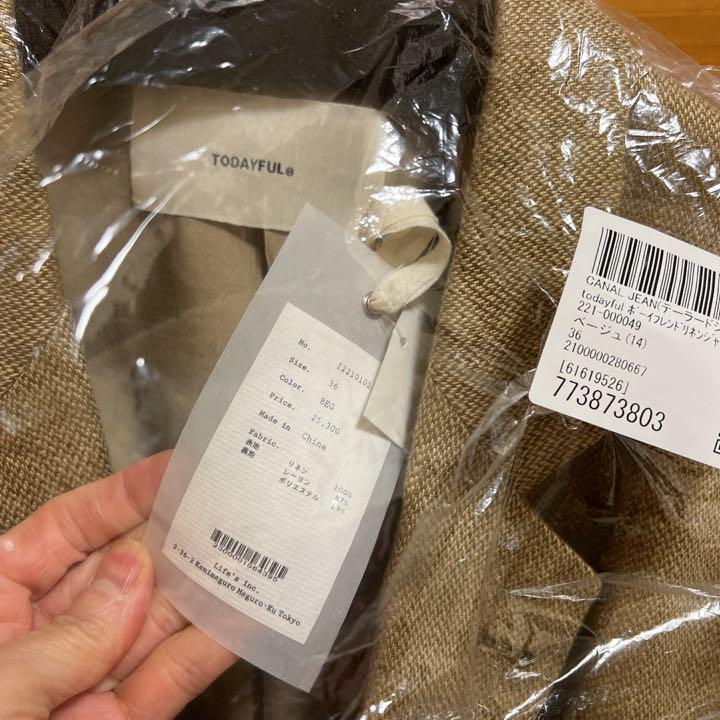 TODAYFUL®
No. 12210102
Size. 36
Color. BEG
Price. 25,300
Made in China
Fabric.
表地 リネン 100%
裏地 レーヨン 87%
ポリエステル 13%
Life's inc.
2-36-2 Kamimeguro Meguro-Ku Tokyo
CANAL JEAN(テーラードジ
todayful ボーイフレンドリネンジャ
221-000049
ベージュ(14)
36
2100000280667
[61619526]
773873803